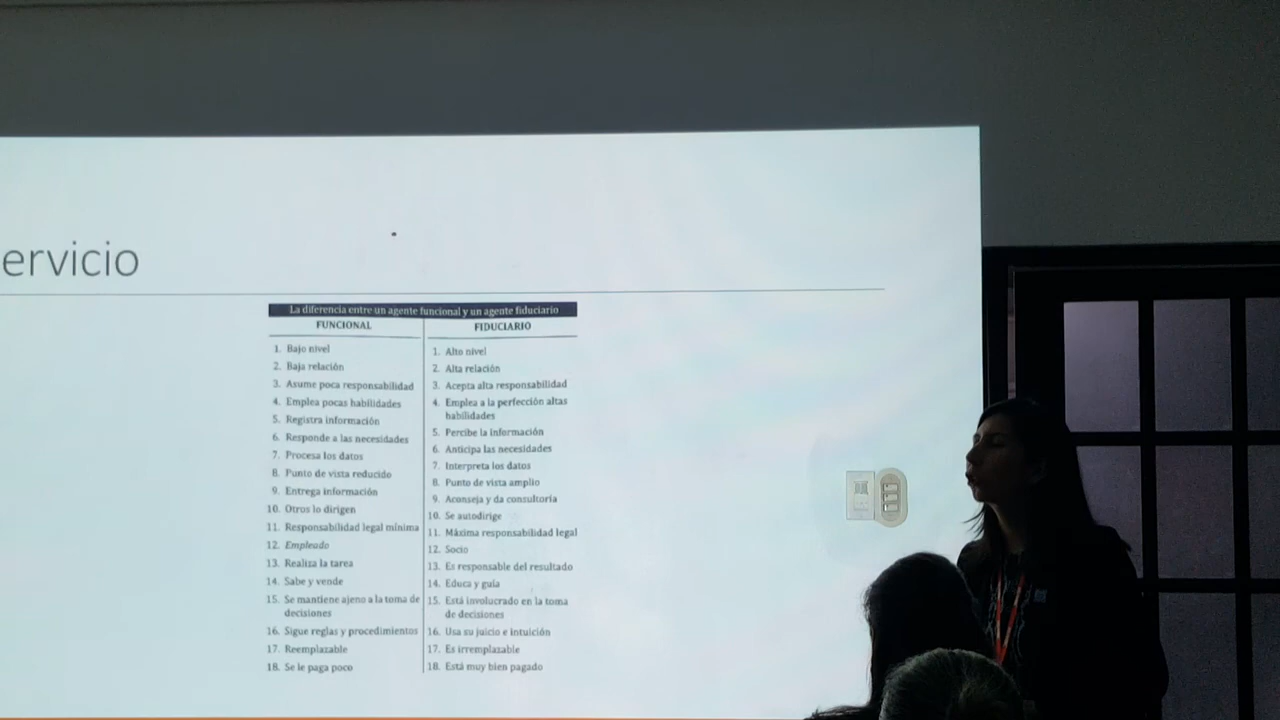 ervicio
La diferencia entre un agente funcional y un agente fiduciario
FUNCIONAL
1. Bajo nivel
2. Baja relación
3. Asume poca responsabilidad
4. Emplea pocas habilidades
5. Registra información
6. Responde a las necesidades
7. Procesa los datos
8. Punto de vista reducido
9. Entrega información
10. Otros lo dirigen
11. Responsabilidad legal mínima
12. Empleado
13. Realiza la tarea
14. Sabe y vende
15. Se mantiene ajeno a la toma de
decisiones
16. Sigue reglas y procedimientos
17. Reemplazable
18. Se le paga poco
FIDUCIARIO
1. Alto nivel
2. Alta relación
3. Acepta alta responsabilidad
4. Emplea a la perfección altas
habilidades
5. Percibe la información
6. Anticipa las necesidades
7. Interpreta los datos
8. Punto de vista amplio
9. Aconseja y da consultoría
10. Se autodirige
11. Máxima responsabilidad legal
12. Socio
13. Es responsable del resultado
14. Educa y guía
15. Está involucrado en la toma
de decisiones
16. Usa su juicio e intuición
17. Es irremplazable
18. Está muy bien pagado